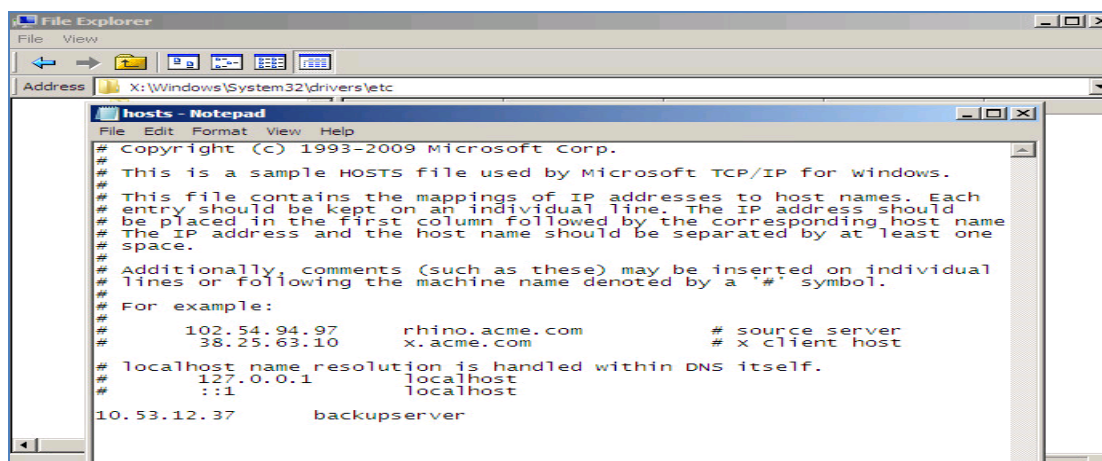 File Explorer
File View
Address X:\Windows\System32\drivers\etc
hosts - Notepad
File Edit Format View Help
# Copyright (c) 1993-2009 Microsoft Corp.
#
# This is a sample HOSTS file used by Microsoft TCP/IP for Windows.
#
# This file contains the mappings of IP addresses to host names. Each
# entry should be kept on an individual line. The IP address should
# be placed in the first column followed by the corresponding host name
# The IP address and the host name should be separated by at least one
# space.
#
# Additionally, comments (such as these) may be inserted on individual
# lines or following the machine name denoted by a '#' symbol.
#
# For example:
#
# 102.54.94.97 rhino.acme.com # source server
# 38.25.63.10 x.acme.com # x client host
# localhost name resolution is handled within DNS itself.
# 127.0.0.1 localhost
# ::1 localhost
10.53.12.37 backupserver